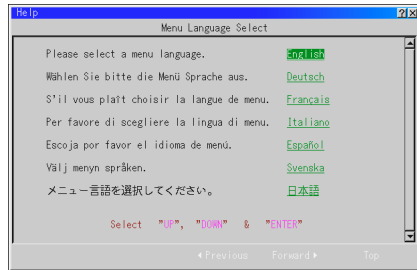 Help
Menu Language Select
Please select a menu language. English
Wählen Sie bitte die Menü Sprache aus. Deutsch
S'il vous plaît choisir la langue de menu. Français
Per favore di scegliere la lingua di menu. Italiano
Escoja por favor el idioma de menú. Español
Välj menyn språken. Svenska
メニュー言語を選択してください。 日本語
Select "UP", "DOWN" & "ENTER"
Previous Forward Top